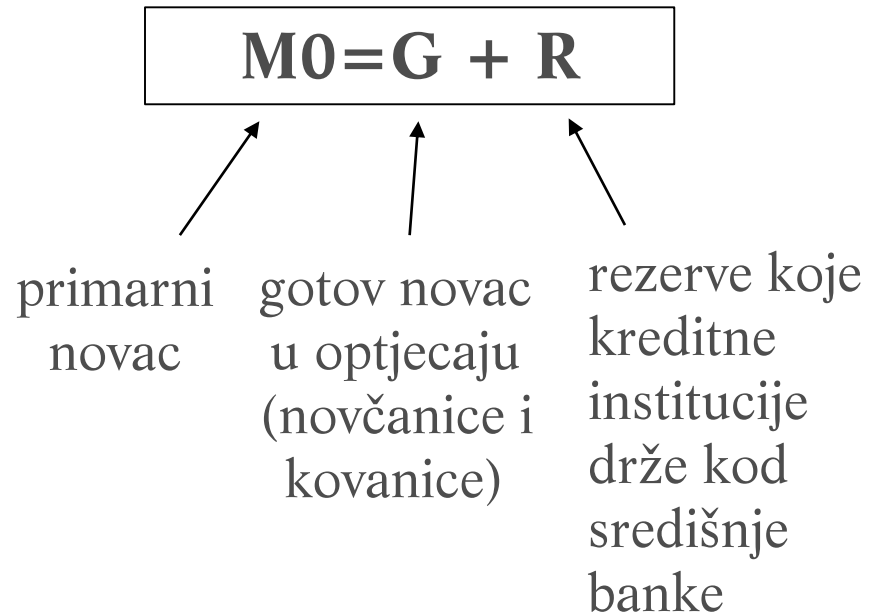 M0=G + R
primarni
novac
gotov novac
u optjecaju
(novčanice i
kovanice)
rezerve koje
kreditne
institucije
drže kod
središnje
banke